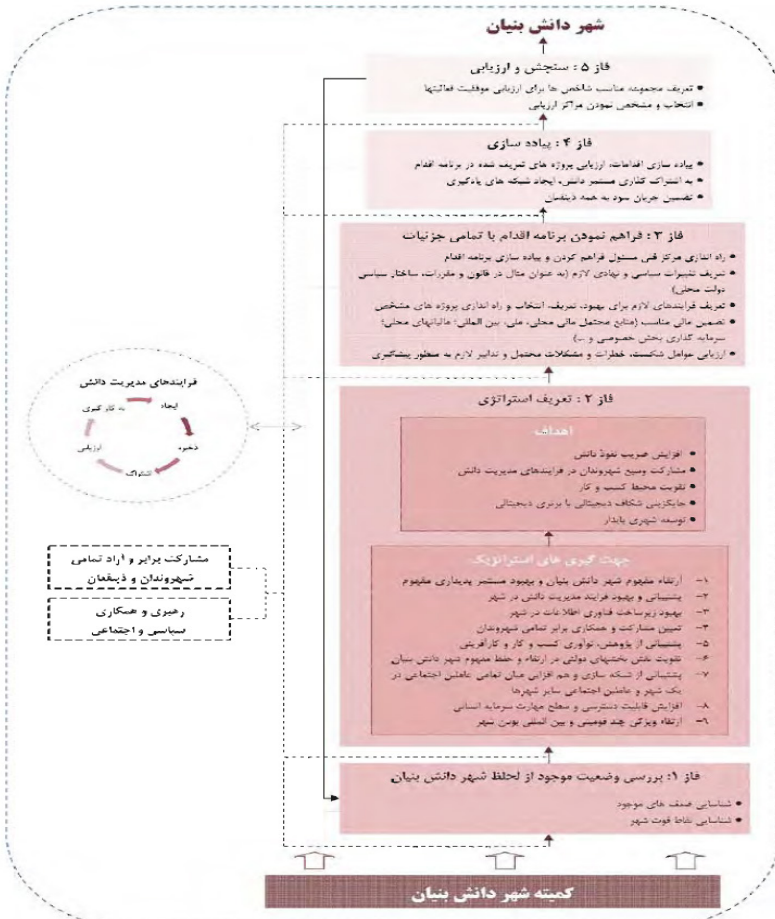 شهر دانش بنیان
فاز ۵ : سنجش و ارزیابی
● تعریف مجموعه مناسب شاخص ها برای ارزیابی موفقیت فعالیتها
● انتخاب و مشخص نمودن مراکز ارزیابی
فاز ۴ : پیاده سازی
● پیاده سازی اقدامات، ارزیابی پروژه های تعریف شده در برنامه اقدام
● به اشتراک گذاری مستمر دانش، ایجاد شبکه های یادگیری
● تضمین جریان سود به همه ذینفعان
فاز ۳ : فراهم نمودن برنامه اقدام با تمامی جزئیات
● راه اندازی مرکز فنی مسئول فراهم کردن و پیاده سازی برنامه اقدام
● تعریف تغییرات سیاسی و نهادی لازم (به عنوان مثال در قانون و مقررات، ساختار سیاسی
دولت محلی)
● تعریف فرایندهای لازم برای بهبود، تعریف، انتخاب و راه اندازی پروژه های مشخص
● تضمین مالی مناسب (منابع محتمل مالی محلی، ملی، بین المللی؛ مالیاتهای محلی؛
سرمایه گذاری بخش خصوصی و ...)
● ارزیابی عوامل شکست، خطرات و مشکلات محتمل و تدابیر لازم به منظور پیشگیری
فرایندهای مدیریت دانش
ایجاد
ذخیره
اشتراک
ارزیابی
به کارگیری
فاز ۲ : تعریف استراتژی
اهداف
● افزایش ضریب نفوذ دانش
● مشارکت وسیع شهروندان در فرایندهای مدیریت دانش
● تقویت محیط کسب و کار
● جایگزینی شکاف دیجیتالی با برتری دیجیتالی
● توسعه شهری پایدار
جهت گیری های استراتژیک
۱- ارتقاء مفهوم شهر دانش بنیان و بهبود مستمر پدیداری مفهوم
۲- پشتیبانی و بهبود فرایند مدیریت دانش در شهر
۳- بهبود زیرساخت فناوری اطلاعات در شهر
۴- تعیین مشارکت و همکاری برابر تمامی شهروندان
۵- پشتیبانی از پژوهش، نوآوری کسب و کار و کارآفرینی
۶- تقویت نقش بخشهای دولتی در ارتقاء و حفظ مفهوم شهر دانش بنیان
۷- پشتیبانی از شبکه سازی و هم افزایی میان تمامی عاملین اجتماعی در
یک شهر و عاملین اجتماعی سایر شهرها
۸- افزایش قابلیت دسترسی و سطح مهارت سرمایه انسانی
۹- ارتقاء ویژگی چند قومیتی و بین المللی بودن شهر
مشارکت برابر و آزاد تمامی
شهروندان و ذینفعان
رهبری و همکاری
سیاسی و اجتماعی
فاز ۱: بررسی وضعیت موجود از لحاظ شهر دانش بنیان
● شناسایی ضعف های موجود
● شناسایی نقاط قوت شهر
کمیته شهر دانش بنیان